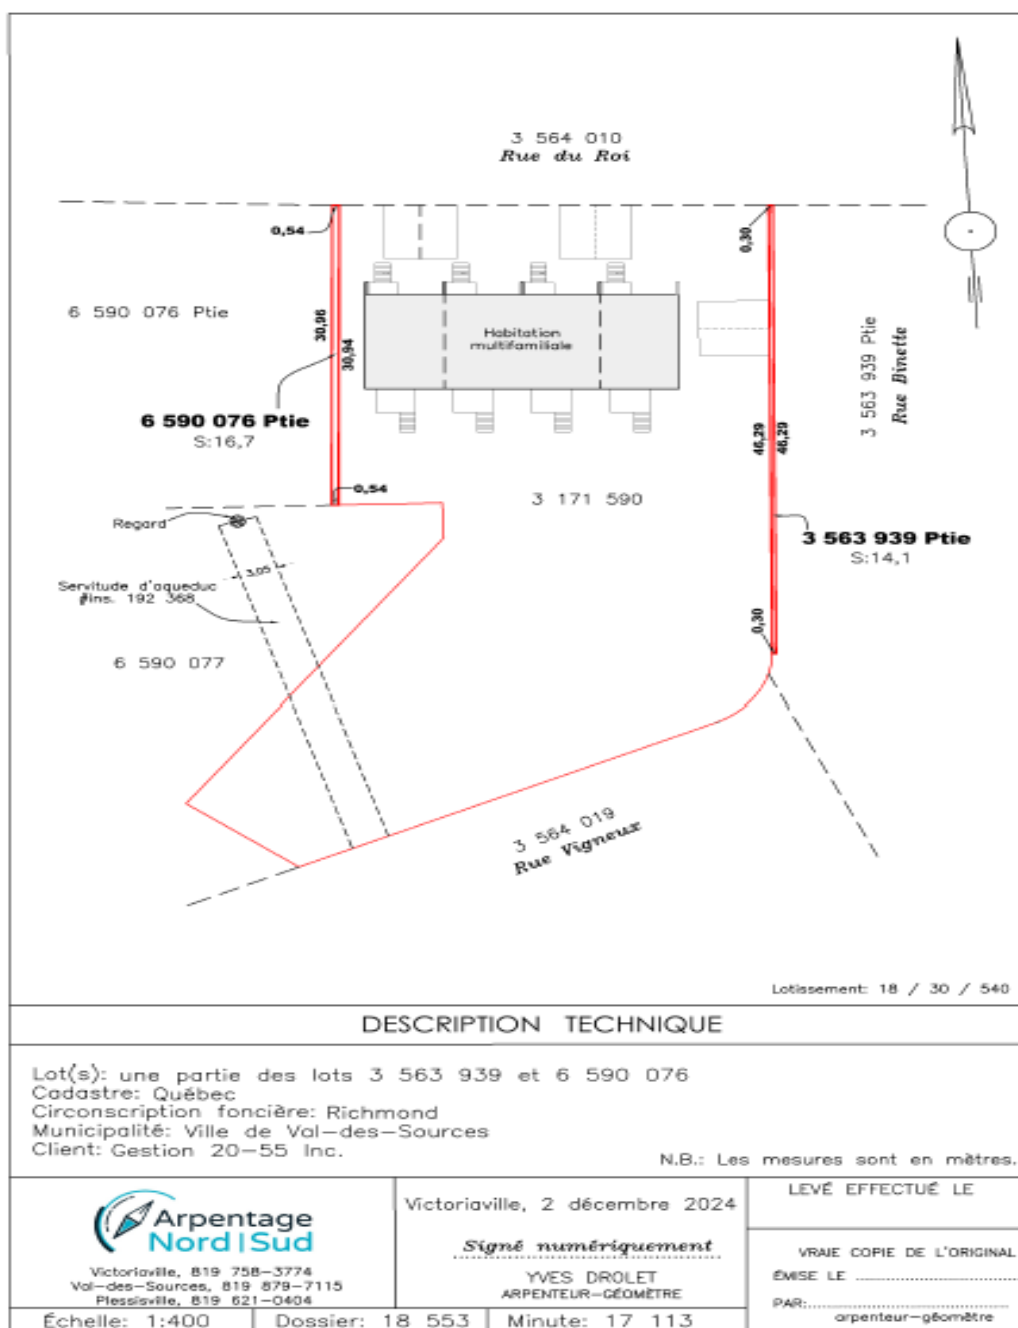 3 564 010
Rue du Roi
0,54
0,30
6 590 076 Ptie
30,96
30,94
Habitation
multifamiliale
3 563 939 Ptie
Rue Binette
6 590 076 Ptie
S:16,7
46,29
46,29
0,54
3 171 590
Regard
3 563 939 Ptie
S:14,1
3,05
Servitude d'aqueduc
#ins. 192 368
0,30
6 590 077
3 564 019
Rue Vigneux
Lotissement: 18 / 30 / 540
DESCRIPTION TECHNIQUE
Lot(s): une partie des lots 3 563 939 et 6 590 076
Cadastre: Québec
Circonscription foncière: Richmond
Municipalité: Ville de Val-des-Sources
Client: Gestion 20-55 Inc.
N.B.: Les mesures sont en mètres.
Arpentage
Nord|Sud
Victoriaville, 819 758-3774
Val-des-Sources, 819 879-7115
Plessisville, 819 621-0404
Victoriaville, 2 décembre 2024
Signé numériquement
YVES DROLET
ARPENTEUR-GÉOMÈTRE
LEVÉ EFFECTUÉ LE
VRAIE COPIE DE L'ORIGINAL
ÉMISE LE
PAR:
arpenteur-géomètre
Échelle: 1:400
Dossier: 18 553
Minute: 17 113